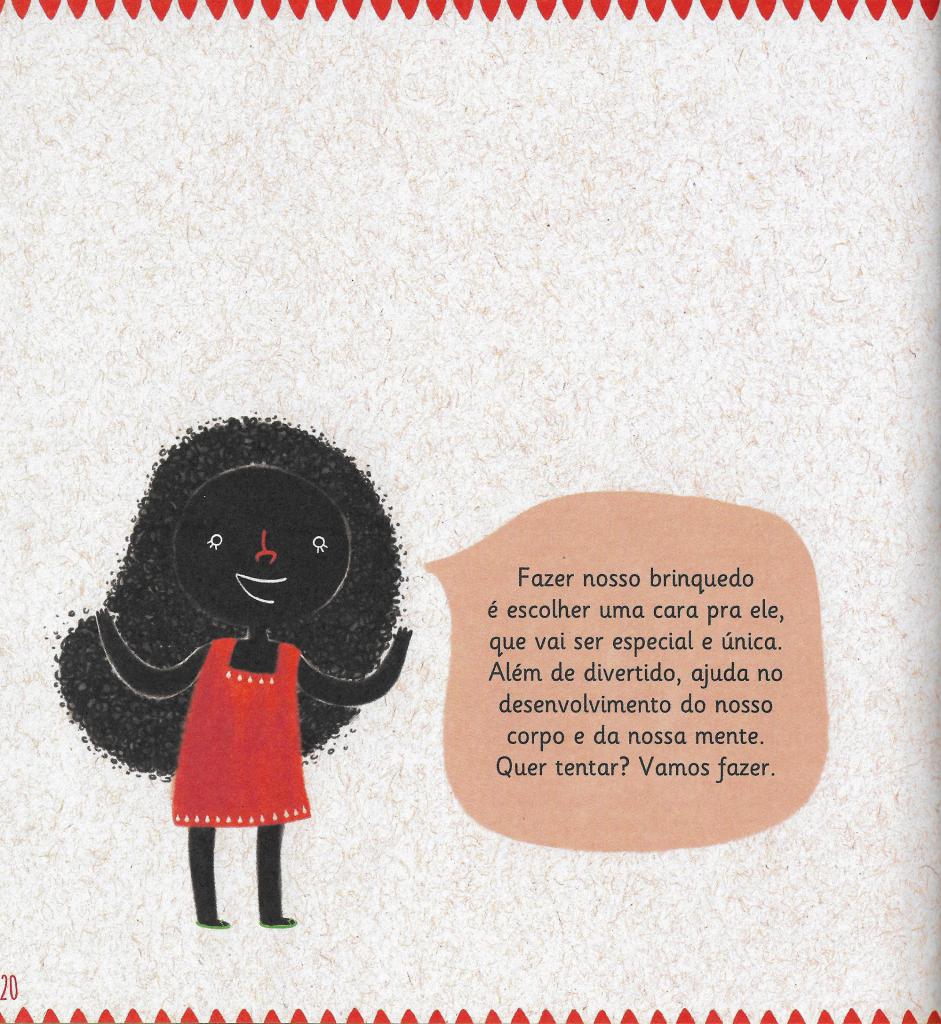 Fazer nosso brinquedo
é escolher uma cara pra ele,
que vai ser especial e única.
Além de divertido, ajuda no
desenvolvimento do nosso
corpo e da nossa mente.
Quer tentar? Vamos fazer.
20